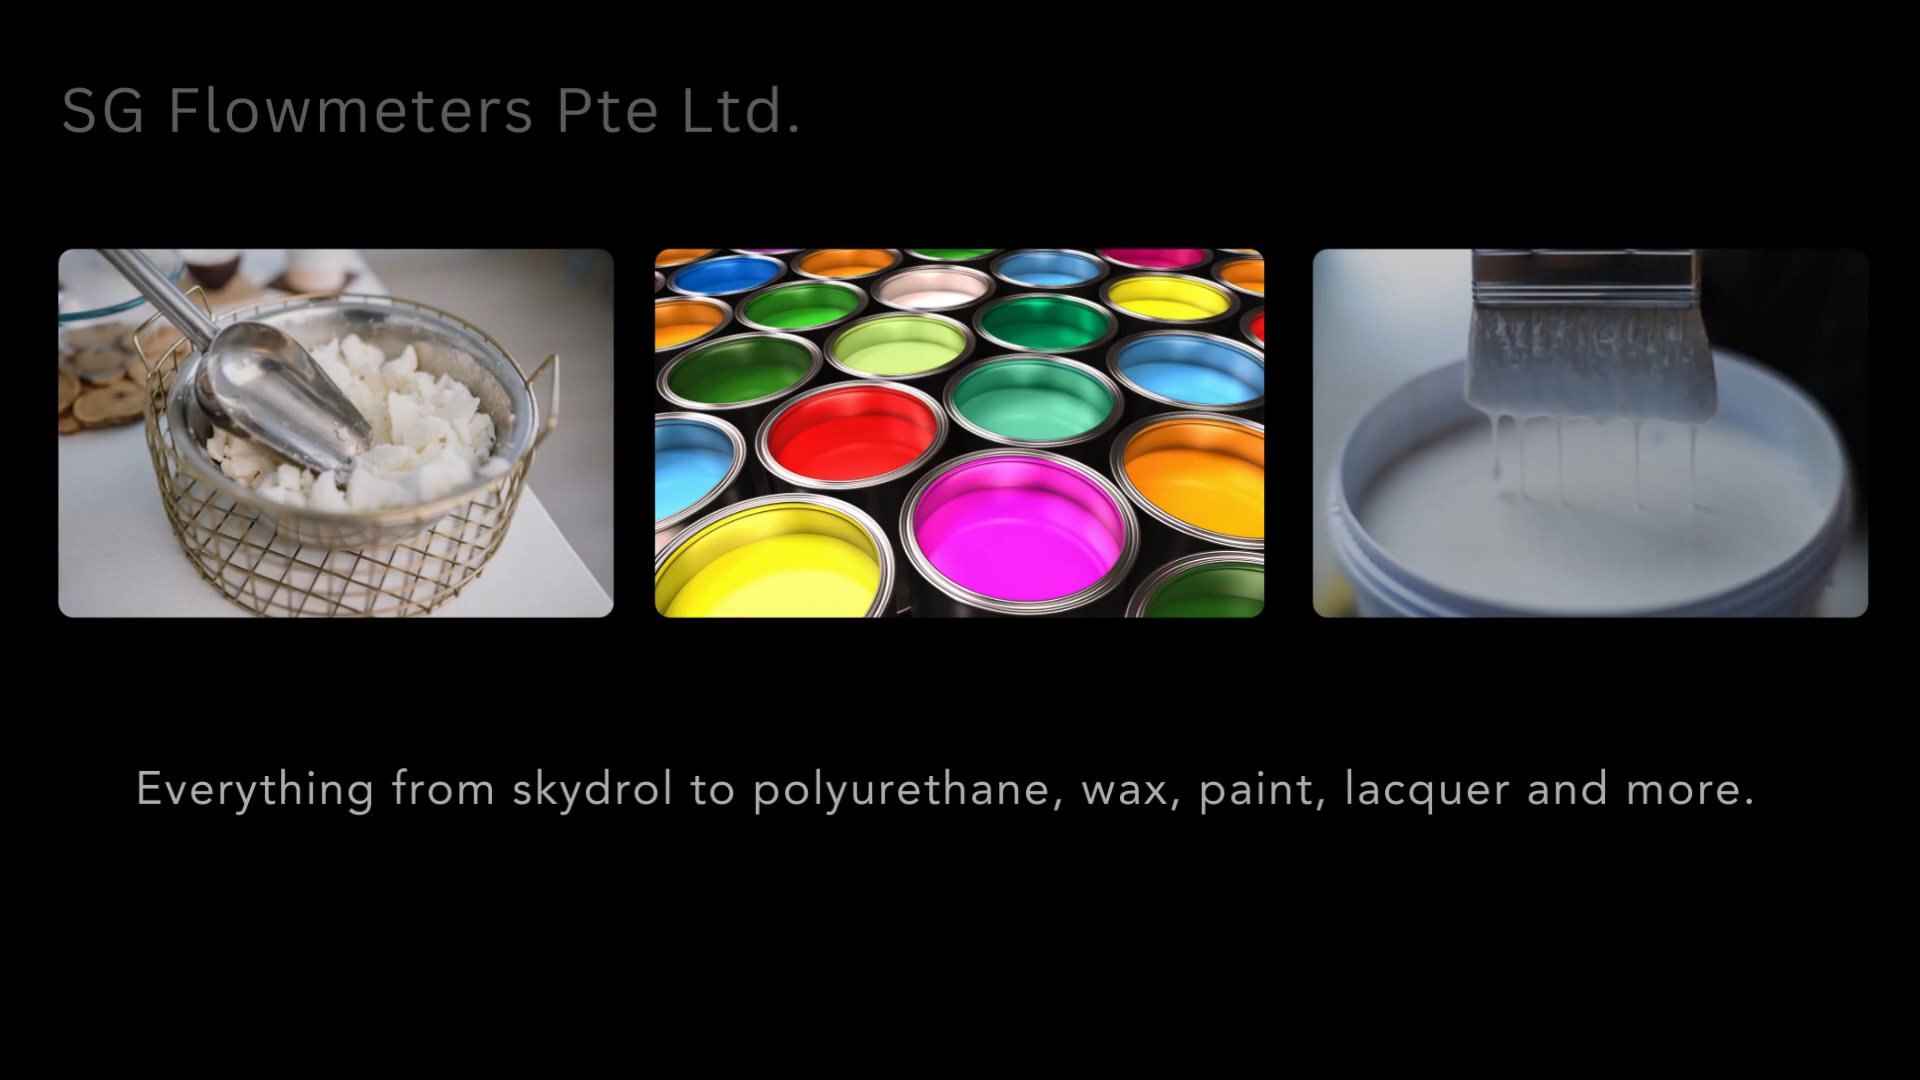 SG Flowmeters Pte Ltd.
Everything from skydrol to polyurethane, wax, paint, lacquer and more.